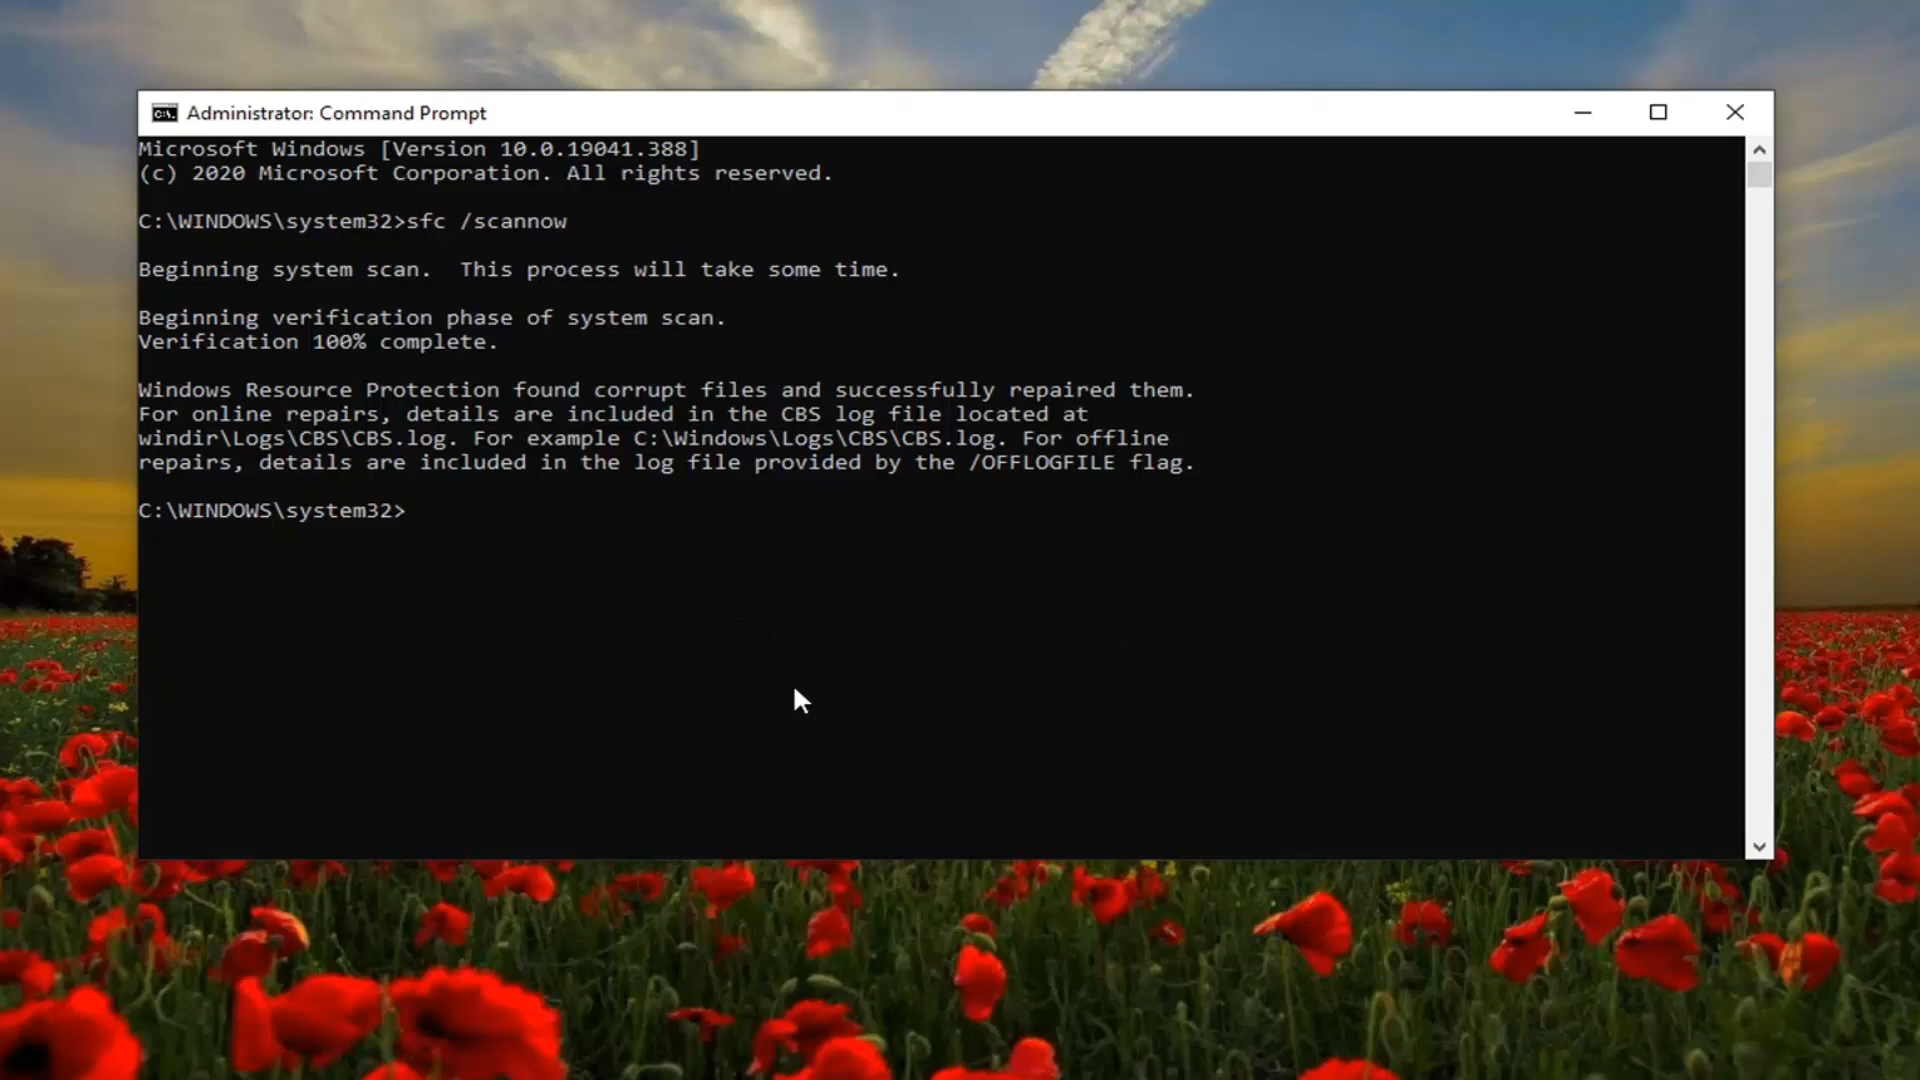 Administrator: Command Prompt
Microsoft Windows [Version 10.0.19041.388]
(c) 2020 Microsoft Corporation. All rights reserved.
C:\WINDOWS\system32>sfc /scannow
Beginning system scan.  This process will take some time.
Beginning verification phase of system scan.
Verification 100% complete.
Windows Resource Protection found corrupt files and successfully repaired them.
For online repairs, details are included in the CBS log file located at
windir\Logs\CBS\CBS.log. For example C:\Windows\Logs\CBS\CBS.log. For offline
repairs, details are included in the log file provided by the /OFFLOGFILE flag.
C:\WINDOWS\system32>